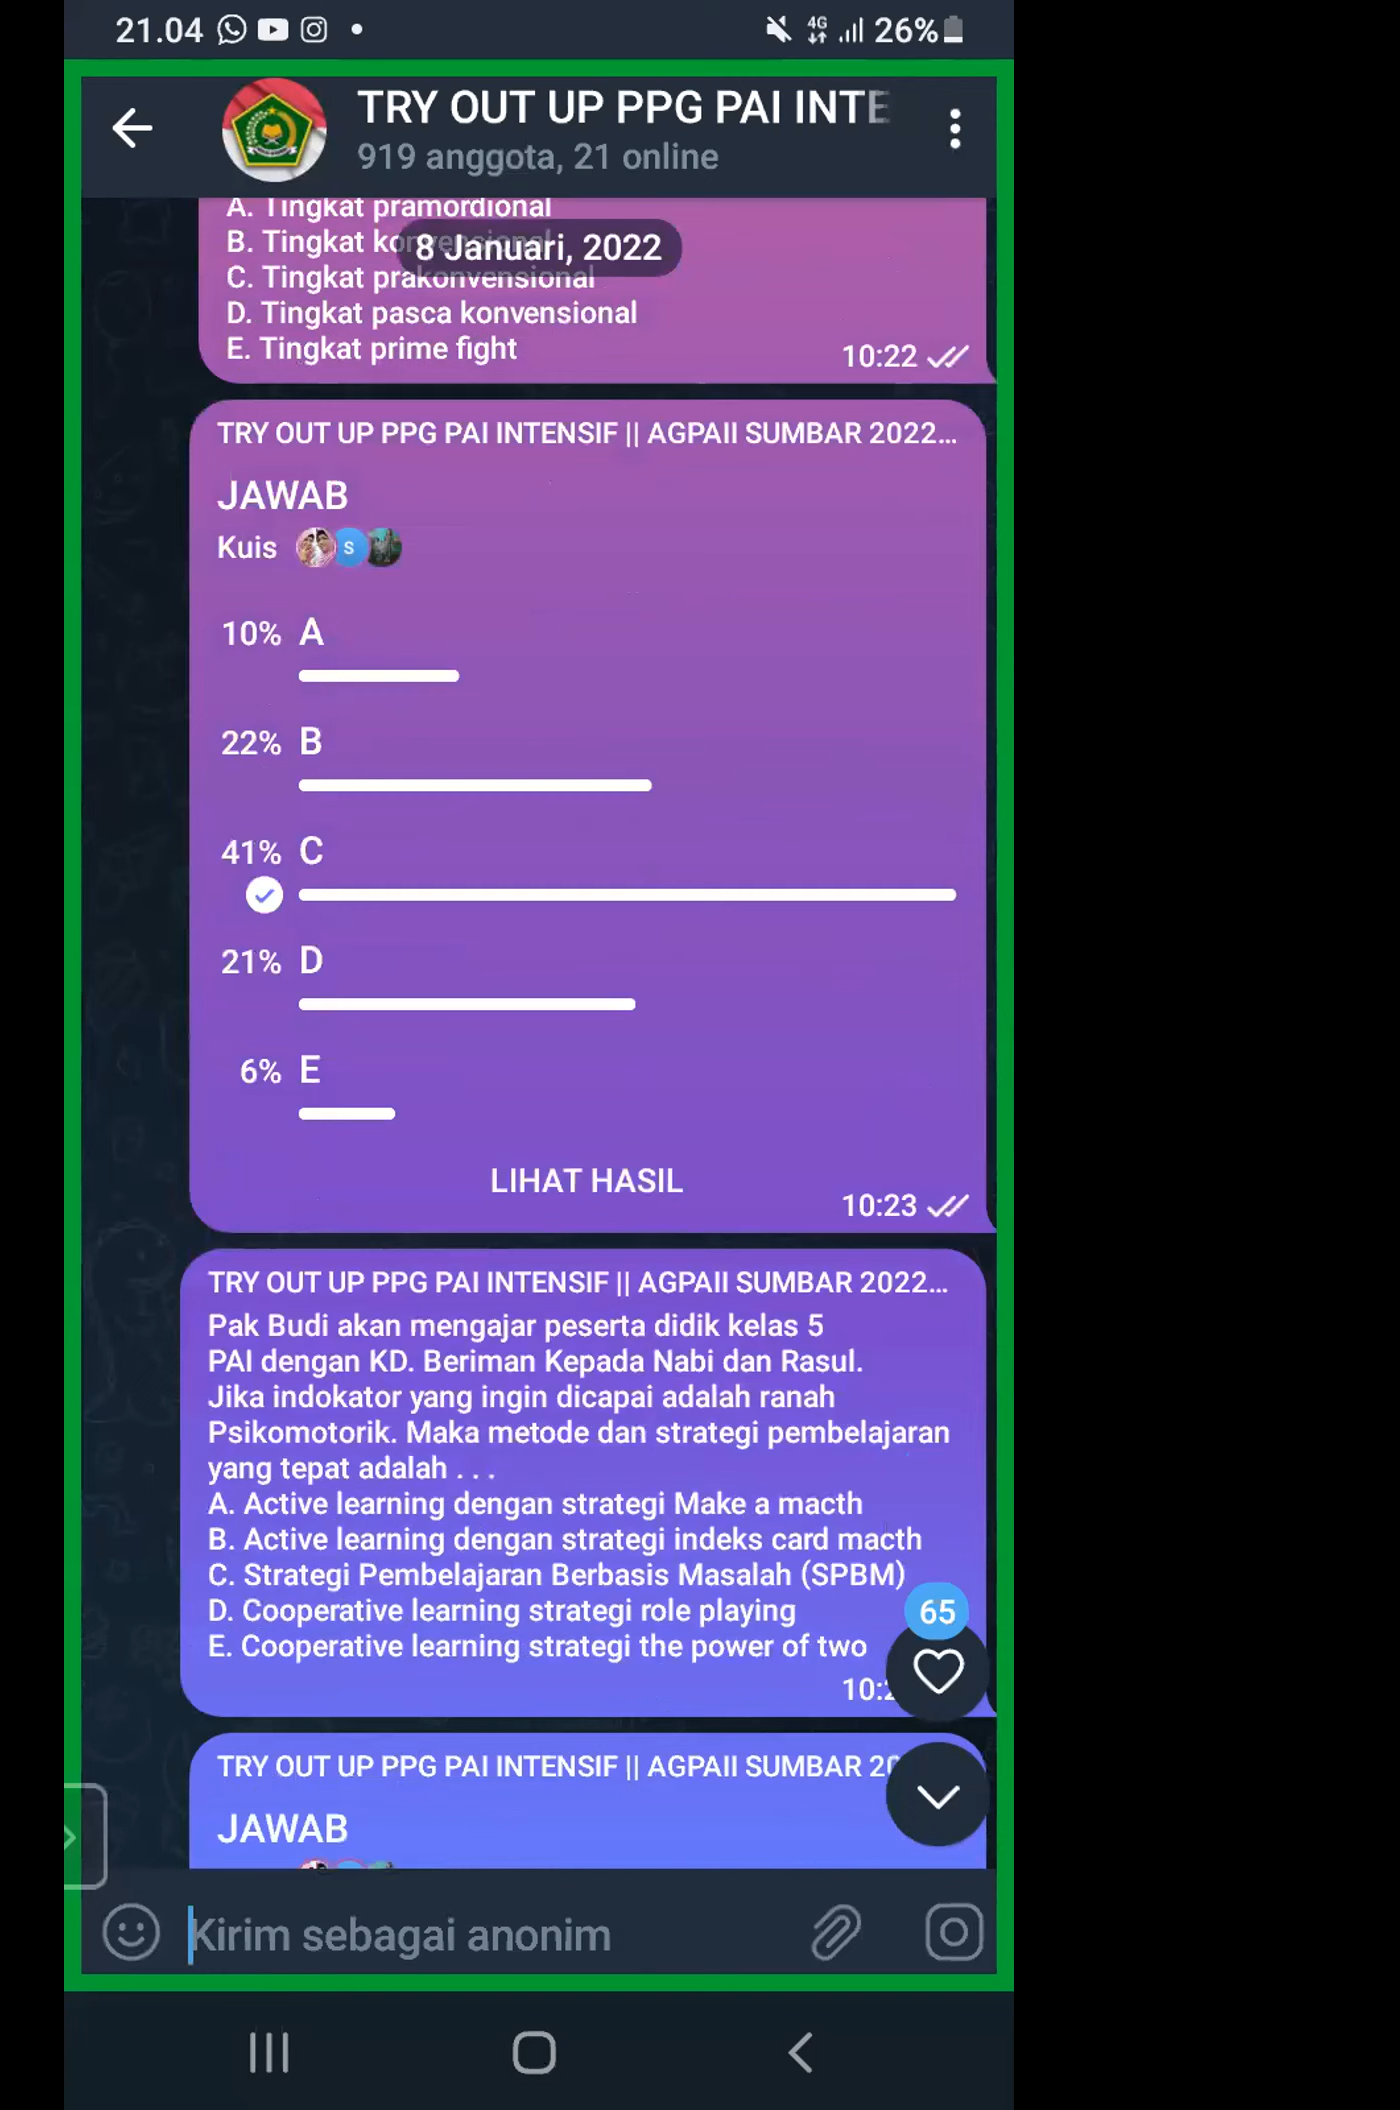 21.04
4G
26%
TRY OUT UP PPG PAI INTE
919 anggota, 21 online
A. Tingkat pramordional
B. Tingkat konvensional
8 Januari, 2022
C. Tingkat prakonvensional
D. Tingkat pasca konvensional
E. Tingkat prime fight
10:22
TRY OUT UP PPG PAI INTENSIF || AGPAII SUMBAR 2022...
JAWAB
Kuis
S
10% A
22% B
41% C
21% D
6% E
LIHAT HASIL
10:23
TRY OUT UP PPG PAI INTENSIF || AGPAII SUMBAR 2022...
Pak Budi akan mengajar peserta didik kelas 5
PAI dengan KD. Beriman Kepada Nabi dan Rasul.
Jika indokator yang ingin dicapai adalah ranah
Psikomotorik. Maka metode dan strategi pembelajaran
yang tepat adalah . . .
A. Active learning dengan strategi Make a macth
B. Active learning dengan strategi indeks card macth
C. Strategi Pembelajaran Berbasis Masalah (SPBM)
D. Cooperative learning strategi role playing
65
E. Cooperative learning strategi the power of two
10:2
TRY OUT UP PPG PAI INTENSIF || AGPAII SUMBAR 20
JAWAB
Kirim sebagai anonim